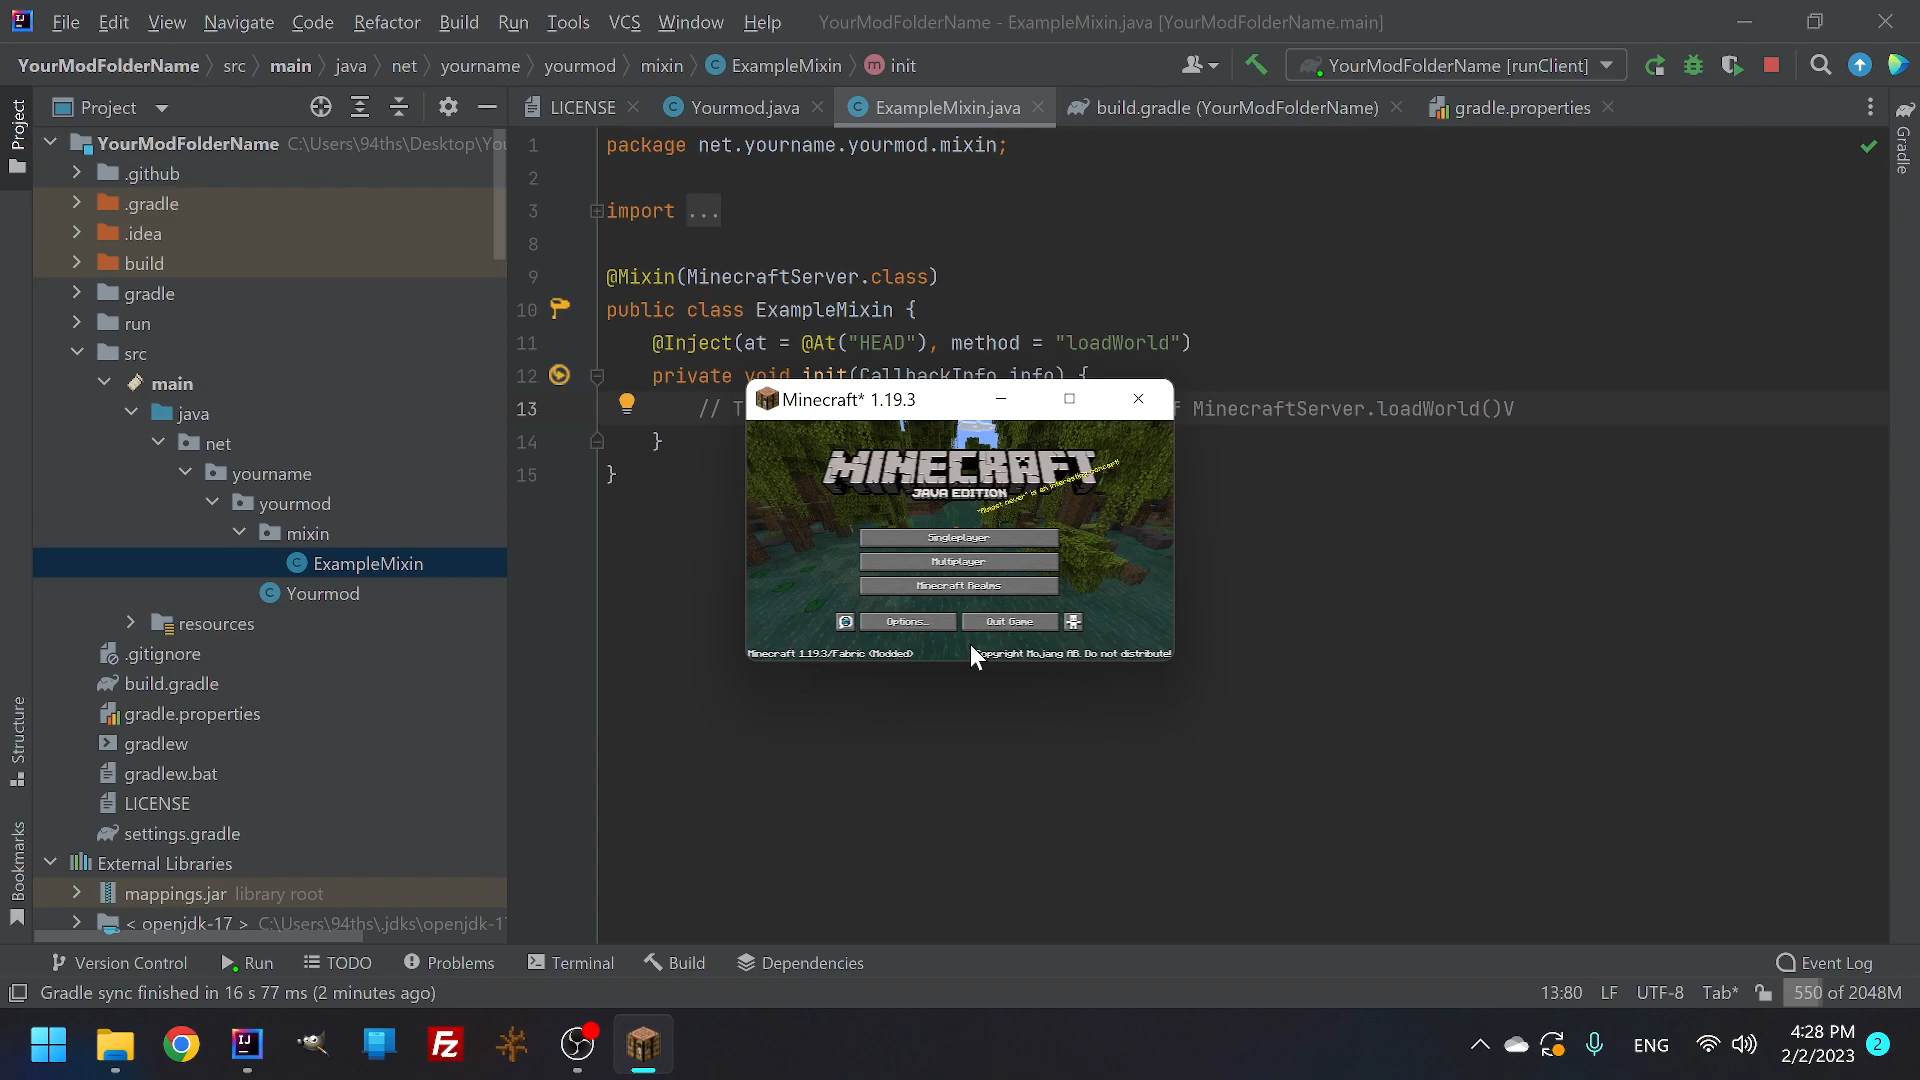 File Edit View Navigate Code Refactor Build Run Tools VCS Window Help YourModFolderName - ExampleMixin.java [YourModFolderName.main]
YourModFolderName src main java net yourname yourmod mixin ExampleMixin init YourModFolderName [runClient]
Project
LICENSE Yourmod.java ExampleMixin.java build.gradle (YourModFolderName) gradle.properties
Project
Gradle
YourModFolderName C:\Users\94ths\Desktop\You
.github
.gradle
.idea
build
gradle
run
src
main
java
net
yourname
yourmod
mixin
ExampleMixin
Yourmod
resources
.gitignore
build.gradle
gradle.properties
gradlew
gradlew.bat
LICENSE
settings.gradle
External Libraries
mappings.jar library root
< openjdk-17 > C:\Users\94ths\.jdks\openjdk-17
Structure
Bookmarks
1 package net.yourname.yourmod.mixin;
2
3 import ...
8
9 @Mixin(MinecraftServer.class)
10 public class ExampleMixin {
11 @Inject(at = @At("HEAD"), method = "loadWorld")
12 private void init(CallbackInfo info) {
13 // T MinecraftServer.loadWorld()V
14 }
15 }
Minecraft* 1.19.3
MINECRAFT
JAVA EDITION
"Almost never" is an interesting concept!
Singleplayer
Multiplayer
Minecraft Realms
Options... Quit Game
Minecraft 1.19.3/Fabric (Modded) Copyright Mojang AB. Do not distribute!
Version Control Run TODO Problems Terminal Build Dependencies Event Log
Gradle sync finished in 16 s 77 ms (2 minutes ago) 13:80 LF UTF-8 Tab* 550 of 2048M
ENG 4:28 PM
2/2/2023 2